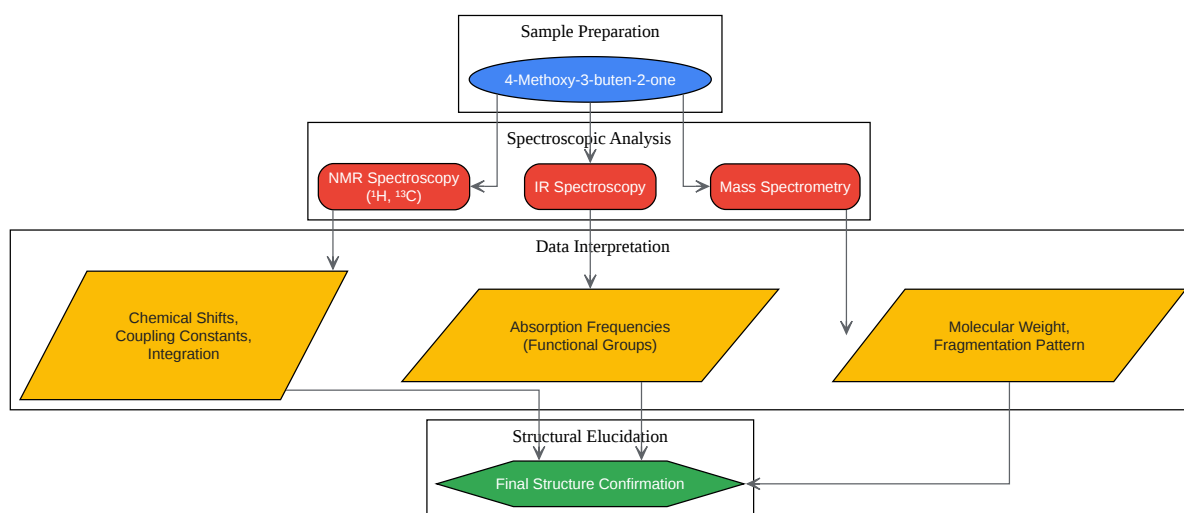 Sample Preparation
4-Methoxy-3-buten-2-one
Spectroscopic Analysis
NMR Spectroscopy
(¹H, ¹³C)
IR Spectroscopy
Mass Spectrometry
Data Interpretation
Chemical Shifts,
Coupling Constants,
Integration
Absorption Frequencies
(Functional Groups)
Molecular Weight,
Fragmentation Pattern
Structural Elucidation
Final Structure Confirmation